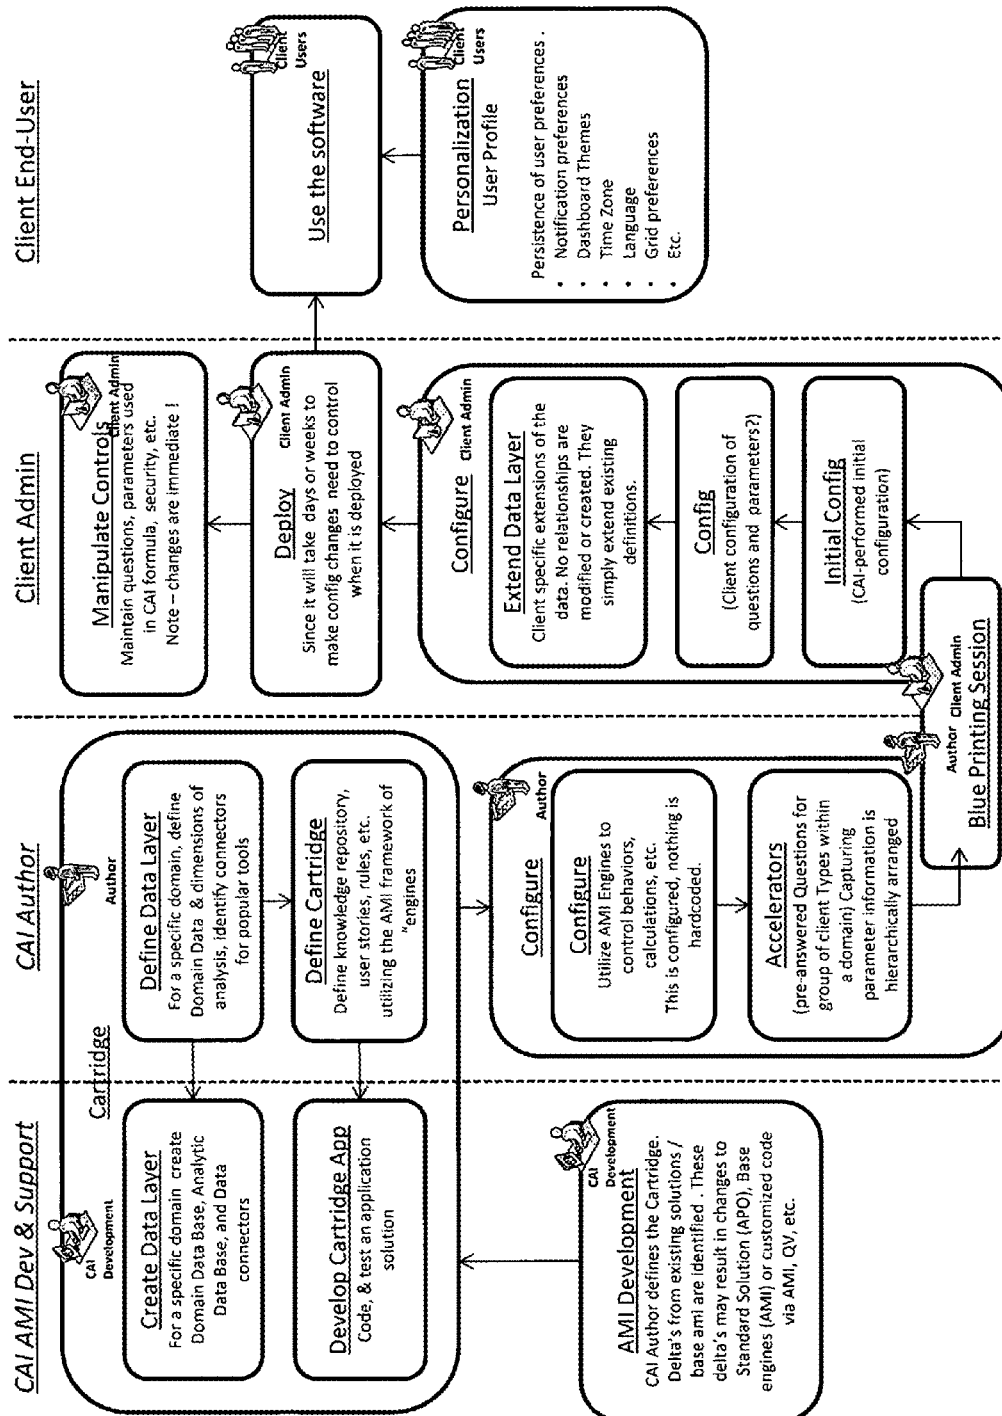 CAI AMI Dev & Support
CAI Author
Client Admin
Client End-User
Cartridge
CAI
Development
Create Data Layer
For a specific domain create
Domain Data Base, Analytic
Data Base, and Data
connectors
Develop Cartridge App
Code, & test an application
solution
CAI
Development
AMI Development
CAI Author defines the Cartridge.
Delta's from existing solutions /
base ami are identified . These
delta's may result in changes to
Standard Solution (APO), Base
engines (AMI) or customized code
via AMI, QV, etc.
Author
Define Data Layer
For a specific domain, define
Domain Data & dimensions of
analysis, identify connectors
for popular tools
Define Cartridge
Define knowledge repository,
user stories, rules, etc.
utilizing the AMI framework of
"engines
Configure
Author
Configure
Utilize AMI Engines to
control behaviors,
calculations, etc.
This is configured, nothing is
hardcoded.
Accelerators
(pre-answered Questions for
group of client Types within
a domain) Capturing
parameter information is
hierarchically arranged
Author
Client Admin
Blue Printing Session
Manipulate Controls
Client Admin
Maintain questions, parameters used
in CAI formula, security, etc.
Note – changes are immediate !
Deploy
Client Admin
Since it will take days or weeks to
make config changes need to control
when it is deployed
Configure
Client Admin
Extend Data Layer
Client specific extensions of the
data. No relationships are
modified or created. They
simply extend existing
definitions.
Config
(Client configuration of
questions and parameters?)
Initial Config
(CAI-performed initial
configuration)
Client
Users
Use the software
Client
Users
Personalization
User Profile
Persistence of user preferences .
• Notification preferences
• Dashboard Themes
• Time Zone
• Language
• Grid preferences
• Etc.